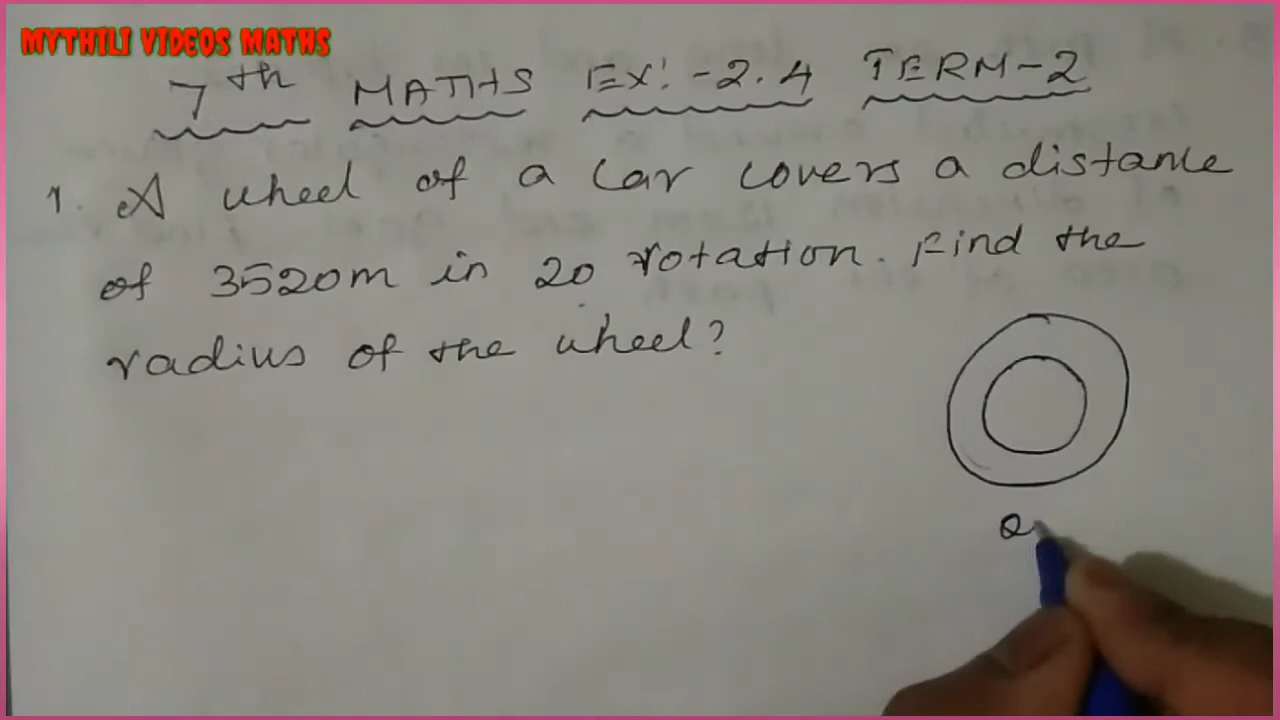 MYTHILI VIDEOS MATHS
7th MATHS EX:-2.4 TERM-2
1. A wheel of a car covers a distance
of 3520m in 20 rotation. Find the
radius of the wheel?